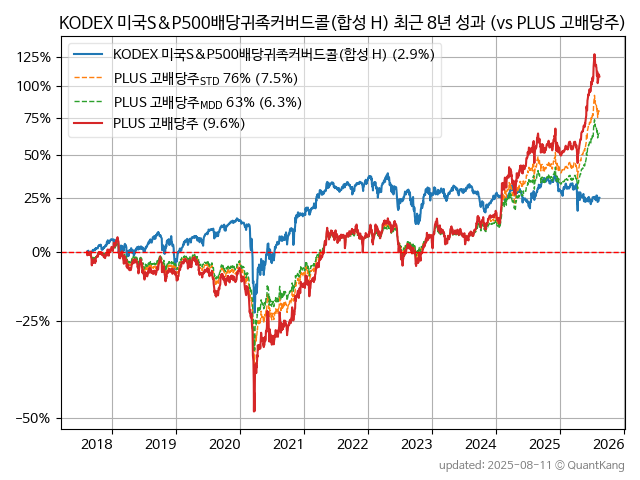 KODEX 미국S&P500배당귀족커버드콜(합성 H) 최근 8년 성과 (vs PLUS 고배당주)
KODEX 미국S&P500배당귀족커버드콜(합성 H) (2.9%)
PLUS 고배당주STD 76% (7.5%)
PLUS 고배당주MDD 63% (6.3%)
PLUS 고배당주 (9.6%)
125%
100%
75%
50%
25%
0%
−25%
−50%
2018 2019 2020 2021 2022 2023 2024 2025 2026
updated: 2025-08-11 © QuantKang